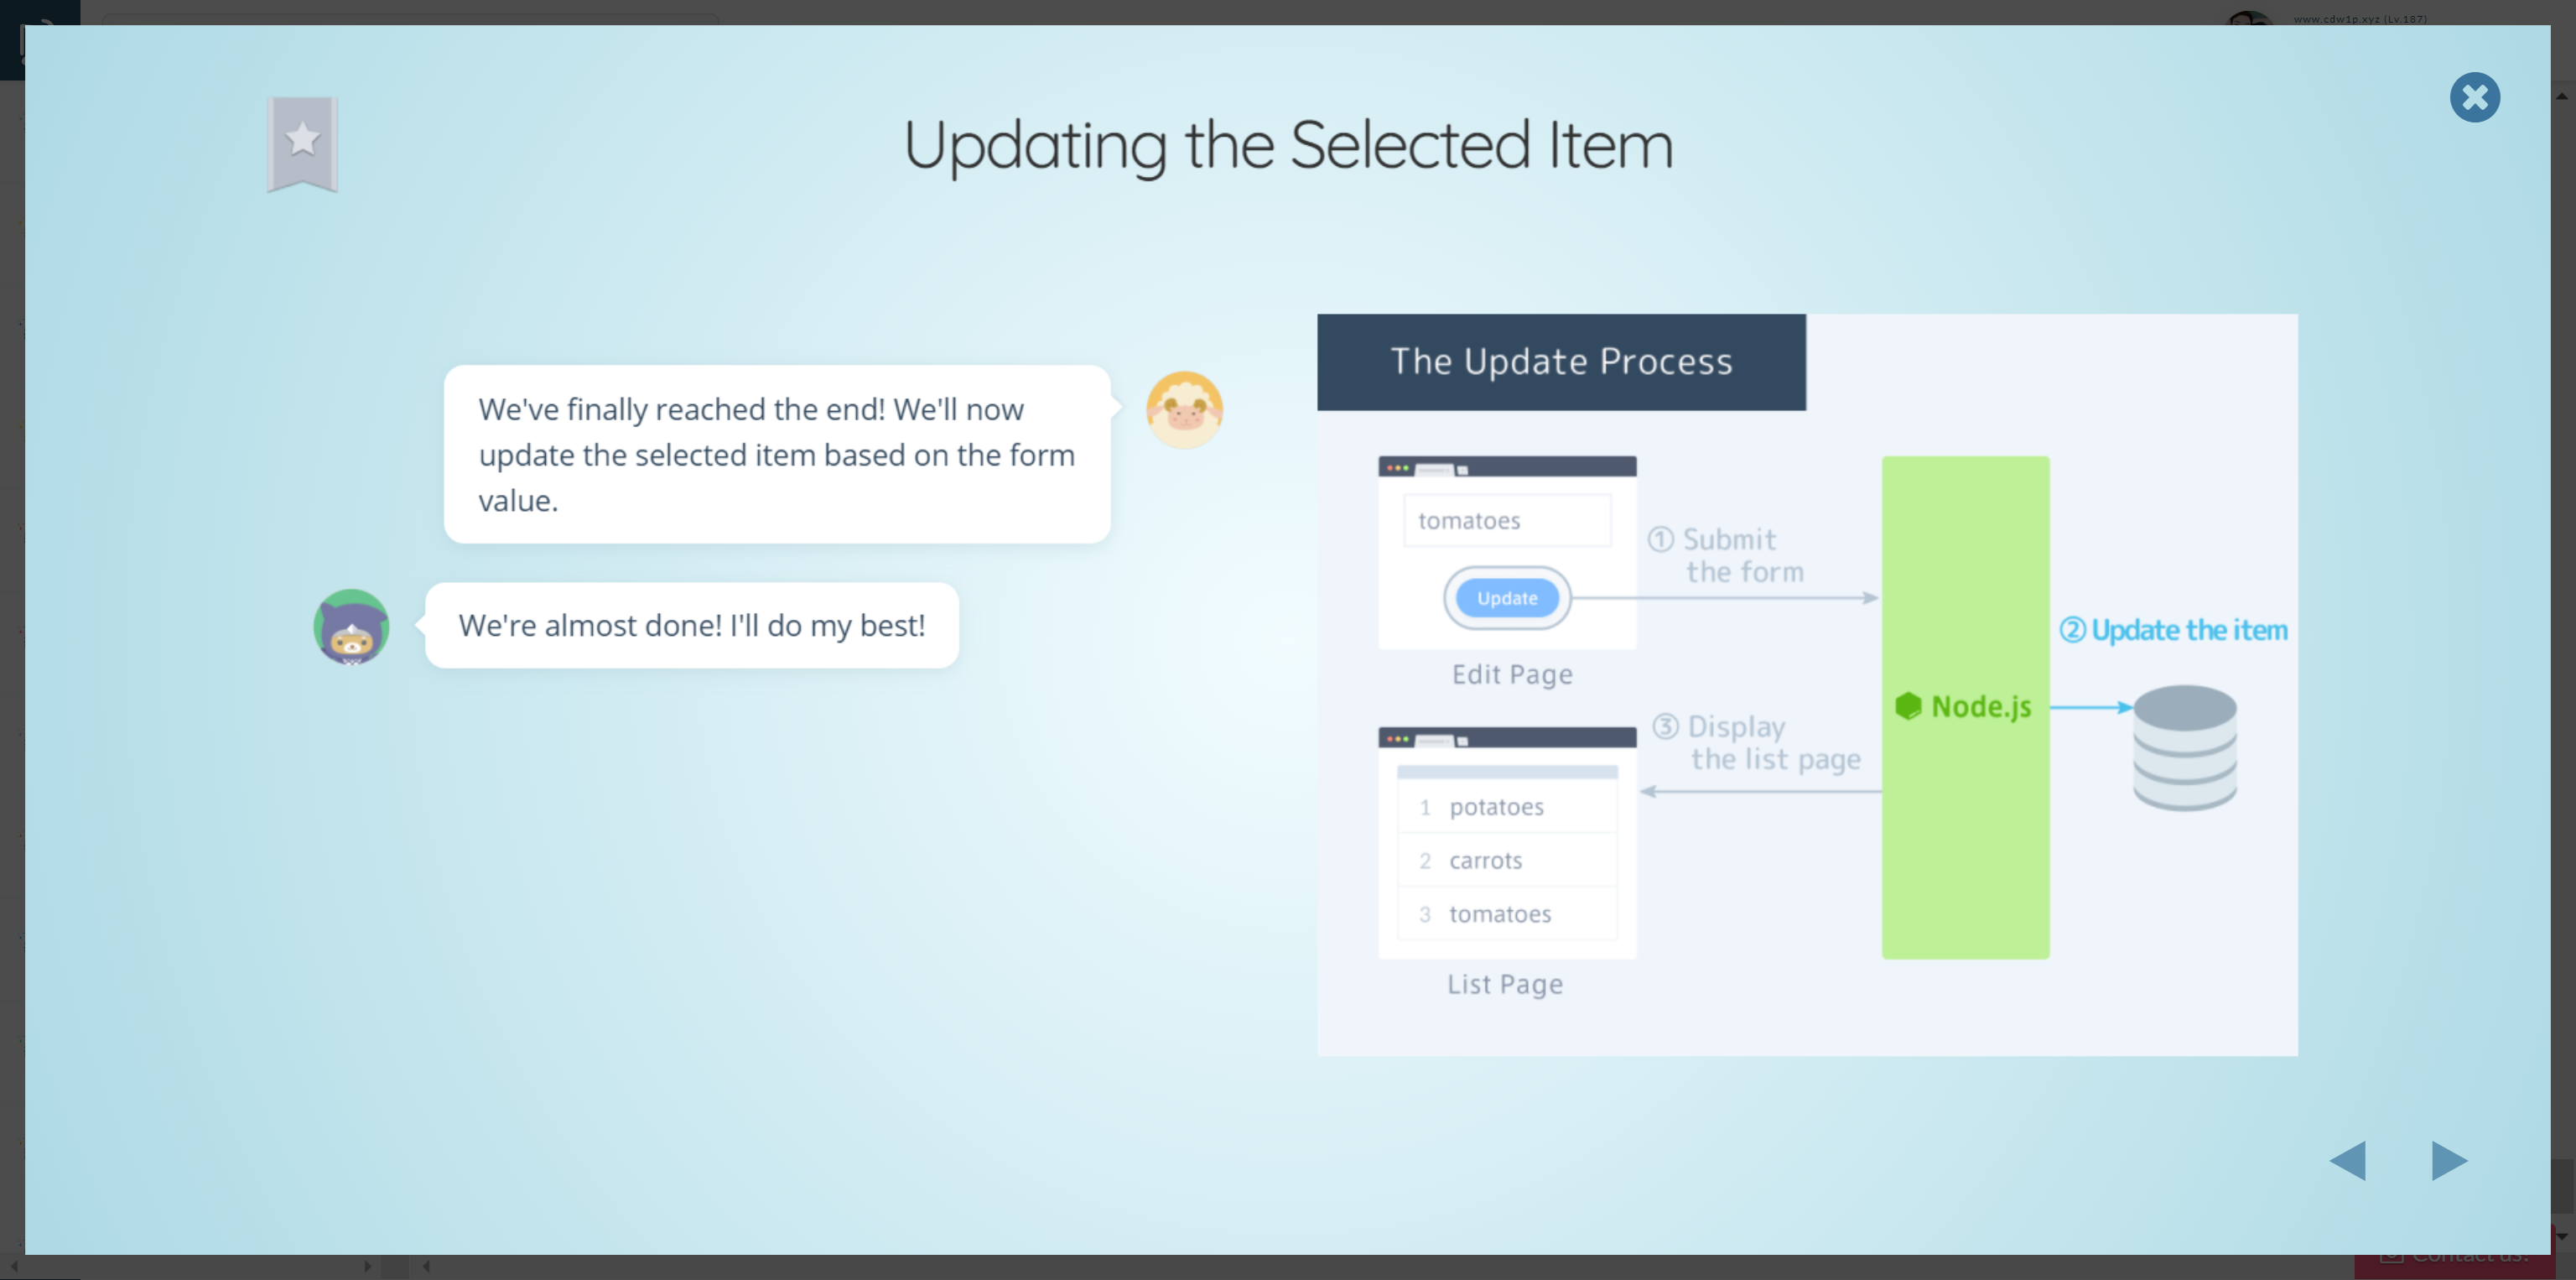 www.cdw1p.xyz (Lv.187)
Updating the Selected Item
We've finally reached the end! We'll now
update the selected item based on the form
value.
We're almost done! I'll do my best!
The Update Process
tomatoes
Update
Edit Page
① Submit
the form
② Update the item
Node.js
③ Display
the list page
1 potatoes
2 carrots
3 tomatoes
List Page
Contact us!